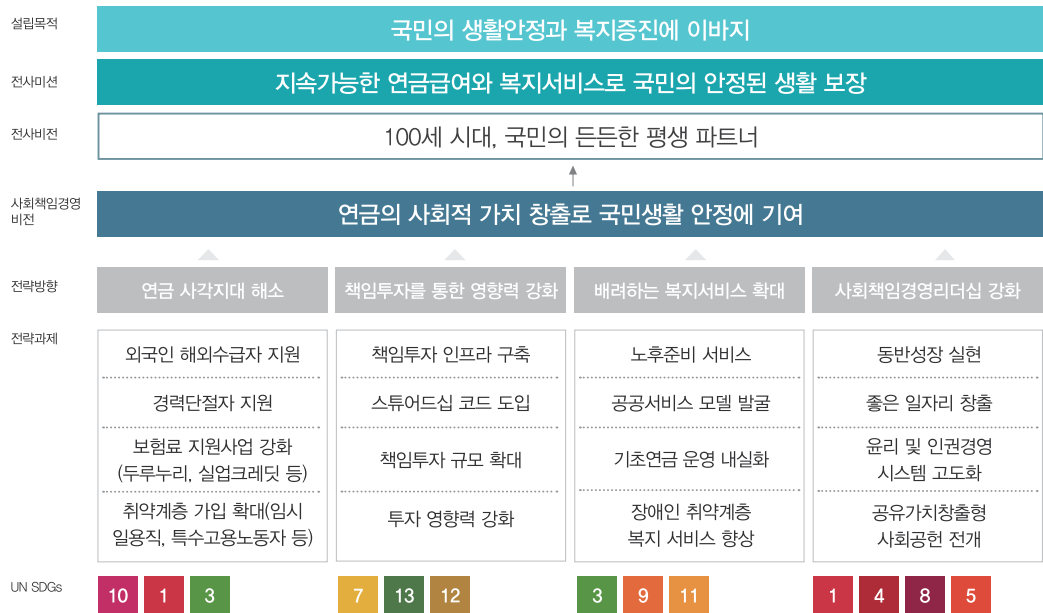 설립목적
국민의 생활안정과 복지증진에 이바지
전사미션
지속가능한 연금급여와 복지서비스로 국민의 안정된 생활 보장
전사비전
100세 시대, 국민의 든든한 평생 파트너
사회책임경영
비전
연금의 사회적 가치 창출로 국민생활 안정에 기여
전략방향
연금 사각지대 해소
책임투자를 통한 영향력 강화
배려하는 복지서비스 확대
사회책임경영리더십 강화
전략과제
외국인 해외수급자 지원
경력단절자 지원
보험료 지원사업 강화
(두루누리, 실업크레딧 등)
취약계층 가입 확대(임시
일용직, 특수고용노동자 등)
책임투자 인프라 구축
스튜어드십 코드 도입
책임투자 규모 확대
투자 영향력 강화
노후준비 서비스
공공서비스 모델 발굴
기초연금 운영 내실화
장애인 취약계층
복지 서비스 향상
동반성장 실현
좋은 일자리 창출
윤리 및 인권경영
시스템 고도화
공유가치창출형
사회공헌 전개
UN SDGs
10 1 3
7 13 12
3 9 11
1 4 8 5